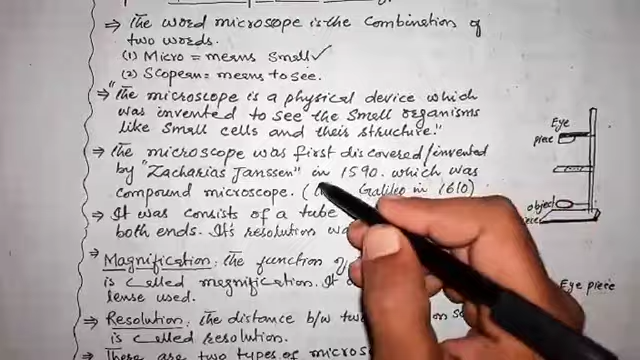 ⇒ The word microscope is the combination of
two words.
(1) Micro = means small ✓
(2) Scopean = means to see.
⇒ "The microscope is a physical device which
was invented to see the small organisms
like small cells and their structure."
⇒ The microscope was first discovered/invented
by "Zacharias Janssen" in 1590. which was
compound microscope. ( Galileo in 1610)
⇒ It was consists of a tube
both ends. It's resolution
⇒ Magnification: The function of
is called magnification. It
lense used.
⇒ Resolution: The distance b/w
is called resolution.
⇒ These are two types of
Eye
piece
object
Eye piece